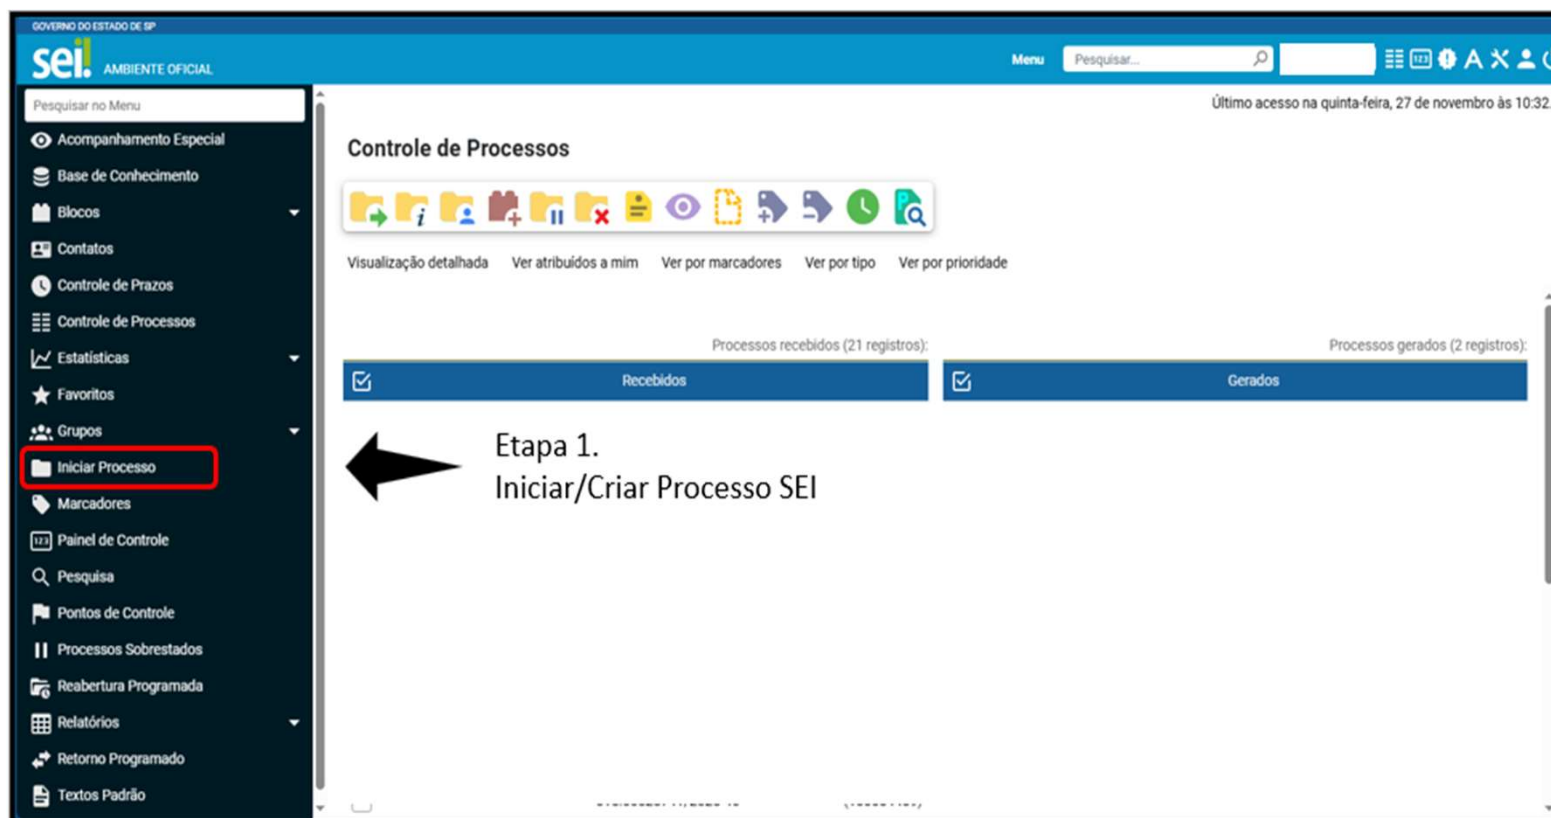 GOVERNO DO ESTADO DE SP
sei! AMBIENTE OFICIAL
Menu
Pesquisar...
123
A
Pesquisar no Menu
Último acesso na quinta-feira, 27 de novembro às 10:32.
Acompanhamento Especial
Base de Conhecimento
Blocos
Contatos
Controle de Prazos
Controle de Processos
Estatísticas
Favoritos
Grupos
Iniciar Processo
Marcadores
123 Painel de Controle
Pesquisa
Pontos de Controle
Processos Sobrestados
Reabertura Programada
Relatórios
Retorno Programado
Textos Padrão
Controle de Processos
Visualização detalhada Ver atribuídos a mim Ver por marcadores Ver por tipo Ver por prioridade
Processos recebidos (21 registros):
Recebidos
Processos gerados (2 registros):
Gerados
Etapa 1.
Iniciar/Criar Processo SEI